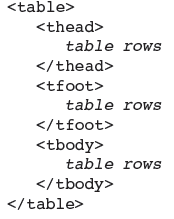 <table>
   <thead>
      table rows
   </thead>
   <tfoot>
      table rows
   </tfoot>
   <tbody>
      table rows
   </tbody>
</table>